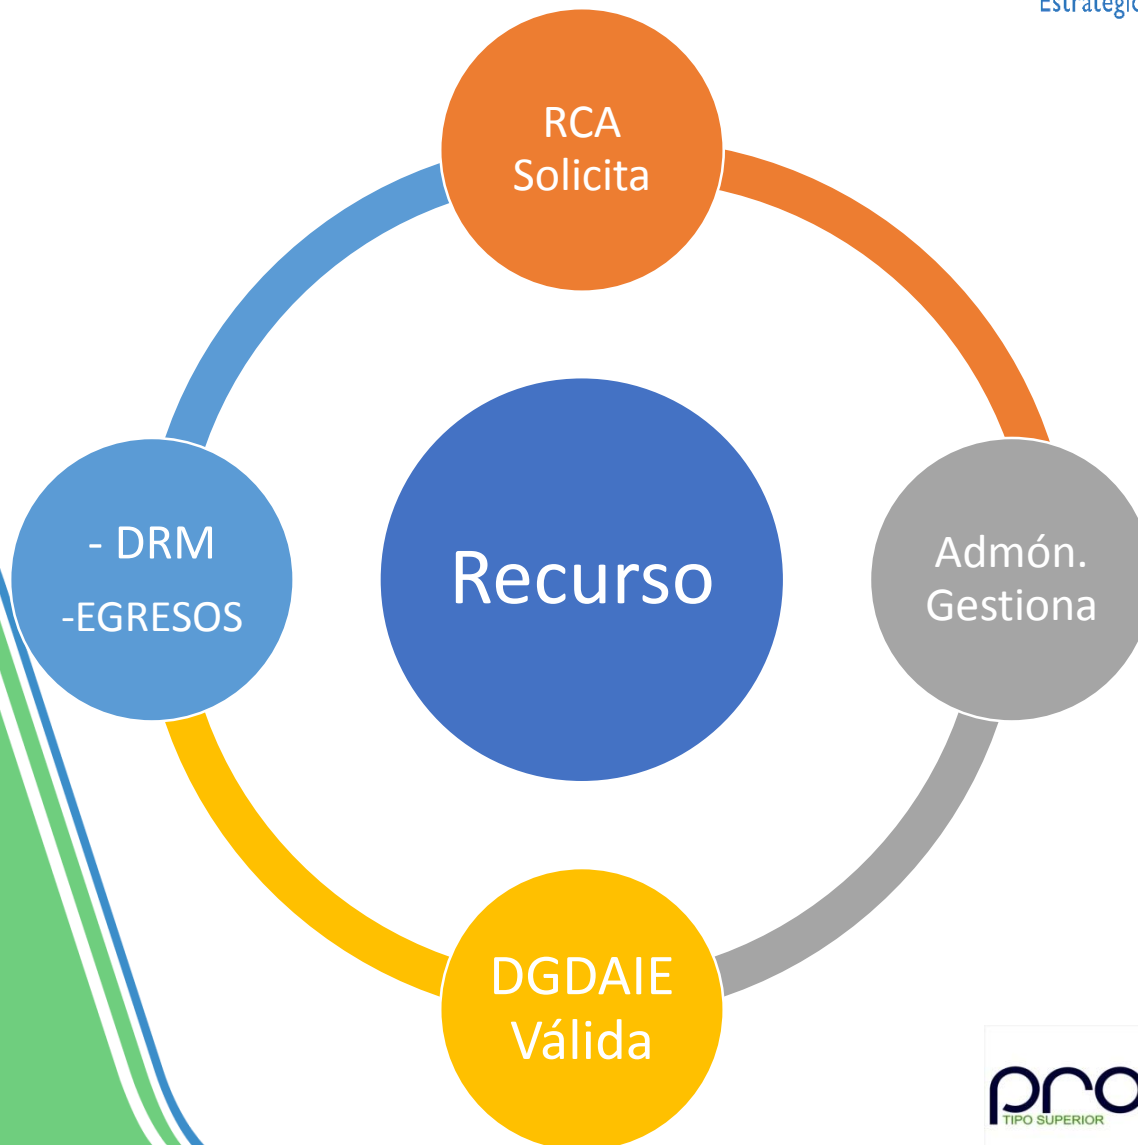 RCA
Solicita
- DRM
-EGRESOS
Recurso
Admón.
Gestiona
DGDAIE
Válida
TIPO SUPERIOR